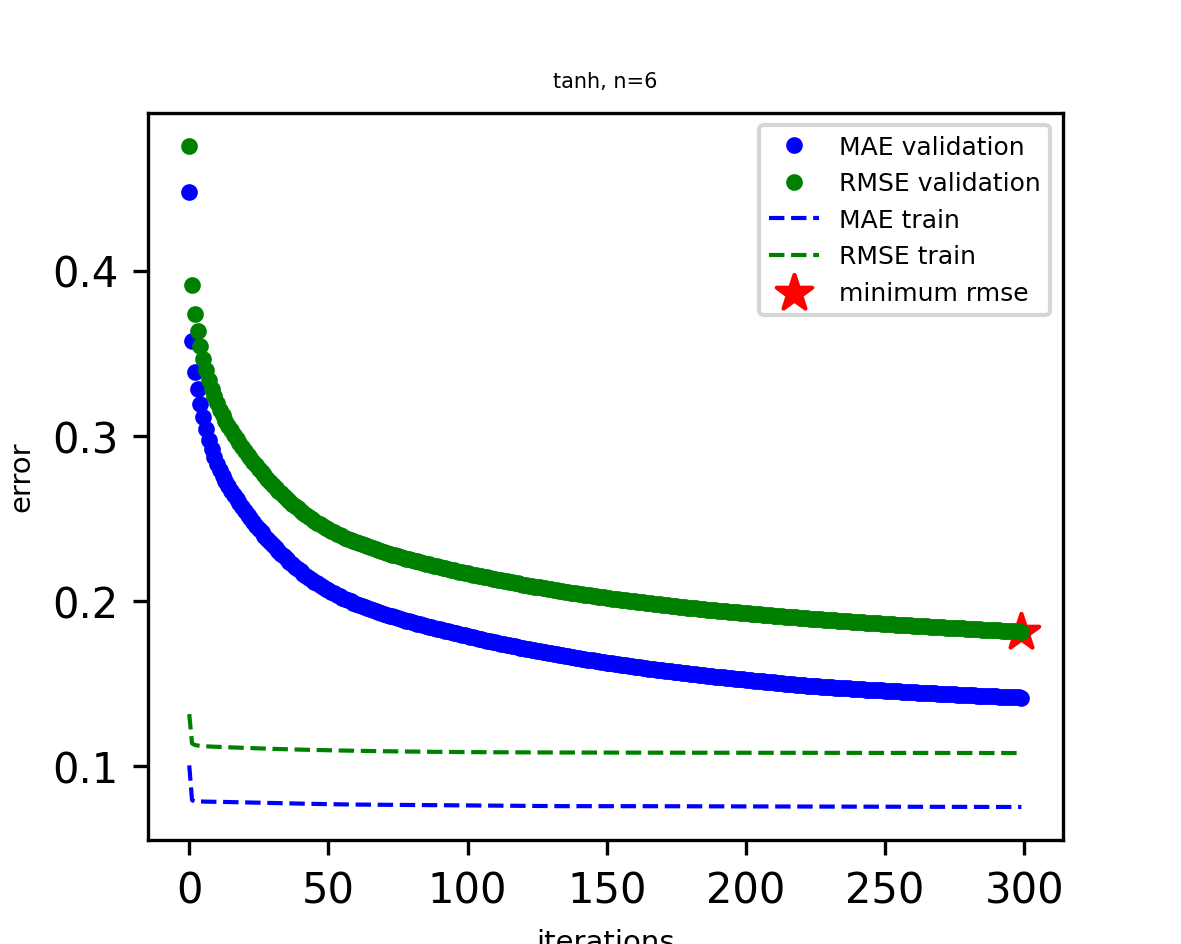 tanh, n=6
MAE validation
RMSE validation
MAE train
RMSE train
minimum rmse
error
0.4
0.3
0.2
0.1
0 50 100 150 200 250 300
iterations